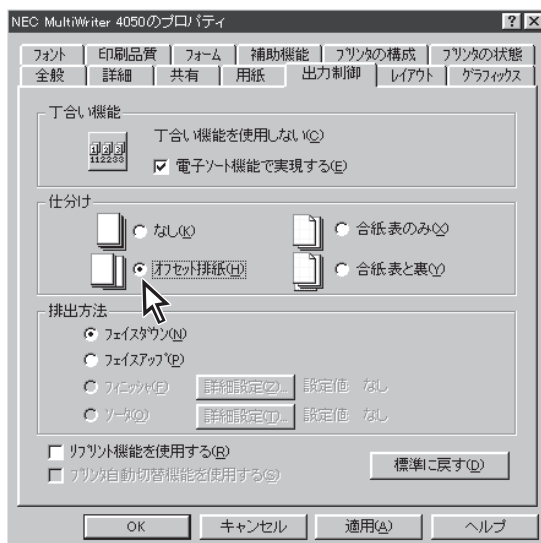 NEC MultiWriter 4050のプロパティ
フォント 印刷品質 フォーム 補助機能 プリンタの構成 プリンタの状態
全般 詳細 共有 用紙 出力制御 レイアウト グラフィックス
丁合い機能
丁合い機能を使用しない(C)
電子ソート機能で実現する(E)
112233
仕分け
なし(K) 合紙表のみ(X)
オフセット排紙(H) 合紙表と裏(Y)
排出方法
フェイスダウン(N)
フェイスアップ(P)
フィニッシャ(F) 詳細設定(Z)... 設定値 なし
ソータ(O) 詳細設定(T)... 設定値 なし
リプリント機能を使用する(R)
プリンタ自動切替機能を使用する(S)
標準に戻す(D)
OK キャンセル 適用(A) ヘルプ